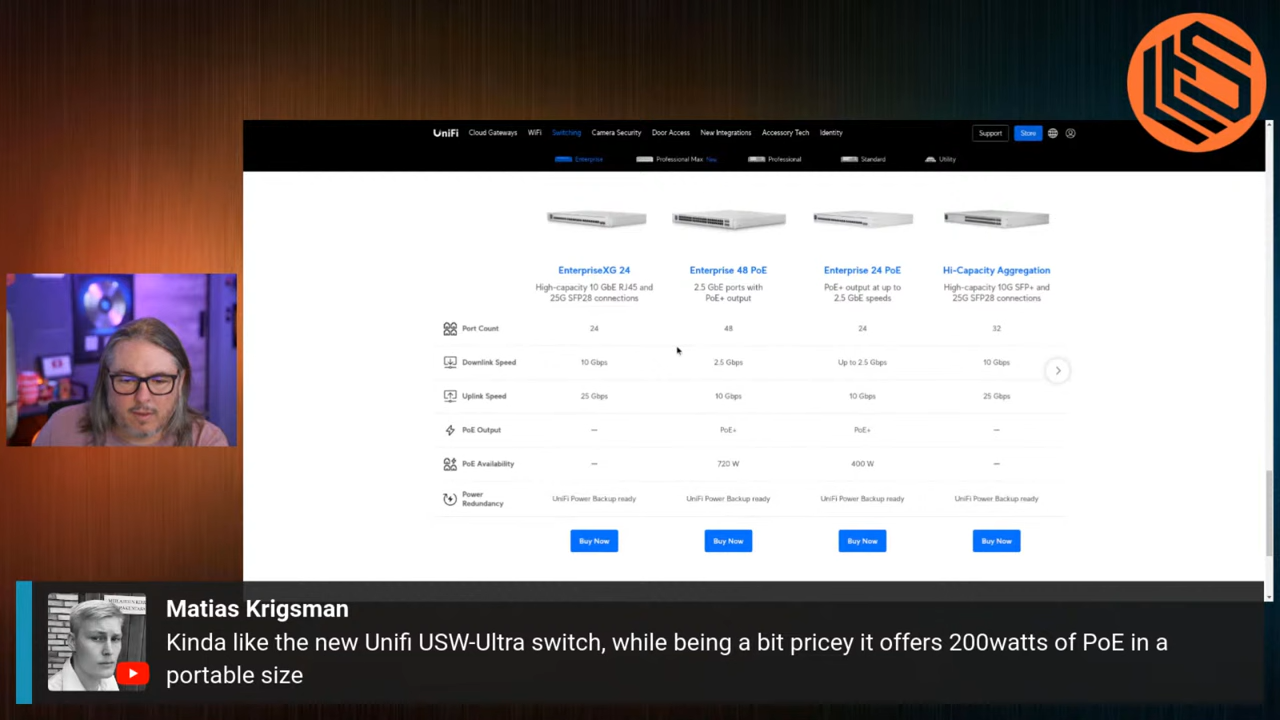 UniFi Cloud Gateways WiFi Switching Camera Security Door Access New Integrations Accessory Tech Identity Support Store
Enterprise Professional Max New Professional Standard Utility
EnterpriseXG 24 Enterprise 48 PoE Enterprise 24 PoE Hi-Capacity Aggregation
High-capacity 10 GbE RJ45 and 2.5 GbE ports with PoE+ output at up to High-capacity 10G SFP+ and
25G SFP28 connections PoE+ output 2.5 GbE speeds 25G SFP28 connections
Port Count 24 48 24 32
Downlink Speed 10 Gbps 2.5 Gbps Up to 2.5 Gbps 10 Gbps
Uplink Speed 25 Gbps 10 Gbps 10 Gbps 25 Gbps
PoE Output — PoE+ PoE+ —
PoE Availability — 720 W 400 W —
Power
Redundancy UniFi Power Backup ready UniFi Power Backup ready UniFi Power Backup ready UniFi Power Backup ready
Buy Now Buy Now Buy Now Buy Now
Matias Krigsman
Kinda like the new Unifi USW-Ultra switch, while being a bit pricey it offers 200watts of PoE in a
portable size